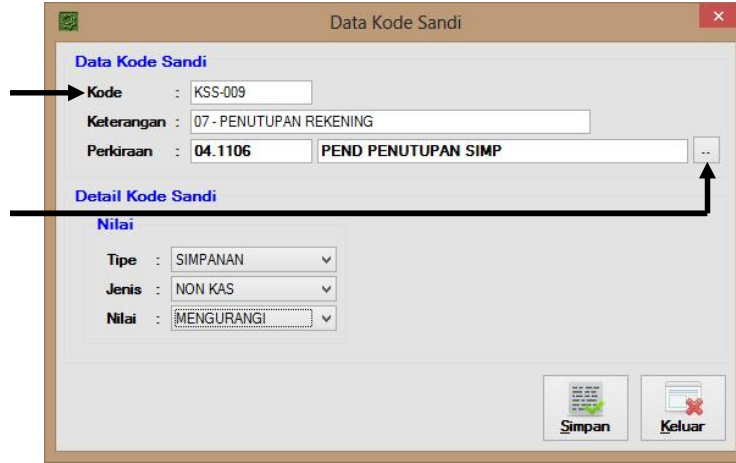 Data Kode Sandi
Data Kode Sandi
Kode : KSS-009
Keterangan : 07 - PENUTUPAN REKENING
Perkiraan : 04.1106 PEND PENUTUPAN SIMP ..
Detail Kode Sandi
Nilai
Tipe : SIMPANAN
Jenis : NON KAS
Nilai : MENGURANGI
Simpan Keluar